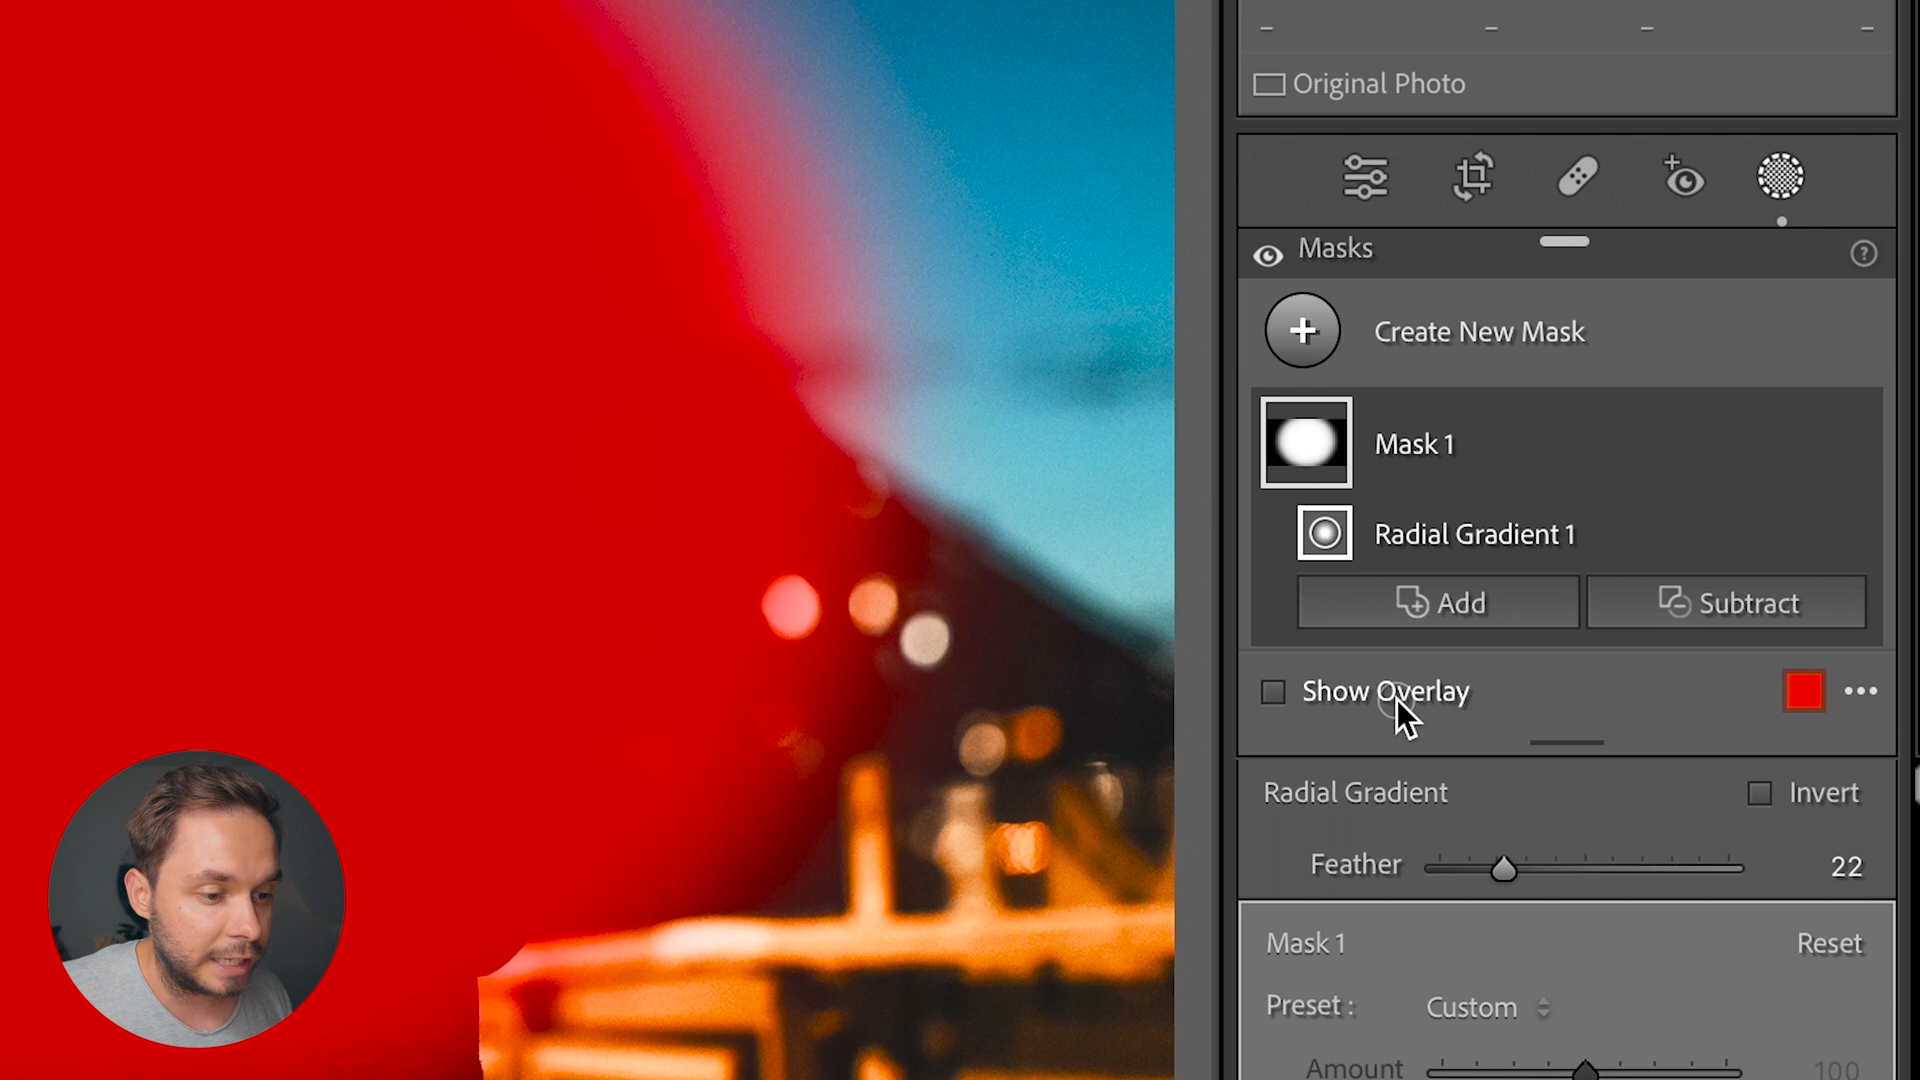 – – – –
Original Photo
Masks
Create New Mask
Mask 1
Radial Gradient 1
Add Subtract
Show Overlay
Radial Gradient Invert
Feather 22
Mask 1 Reset
Preset : Custom
Amount 100